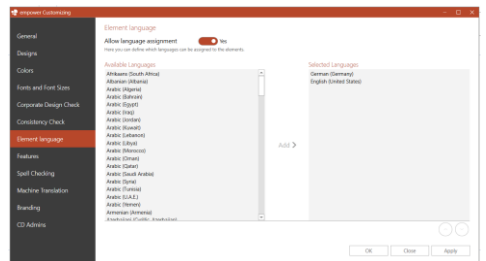 empower Customizing
General
Designs
Colors
Fonts and Font Sizes
Corporate Design Check
Consistency Check
Element language
Features
Spell Checking
Machine Translation
Branding
CD Admins
Element language
Allow language assignment
Yes
Here you can define which languages can be assigned to the elements.
Available Languages
Afrikaans (South Africa)
Albanian (Albania)
Arabic (Algeria)
Arabic (Bahrain)
Arabic (Egypt)
Arabic (Iraq)
Arabic (Jordan)
Arabic (Kuwait)
Arabic (Lebanon)
Arabic (Libya)
Arabic (Morocco)
Arabic (Oman)
Arabic (Qatar)
Arabic (Saudi Arabia)
Arabic (Syria)
Arabic (Tunisia)
Arabic (U.A.E.)
Arabic (Yemen)
Armenian (Armenia)
Azerbaijani (Cyrillic, Azerbaijan)
Add >
Selected Languages
German (Germany)
English (United States)
OK
Close
Apply